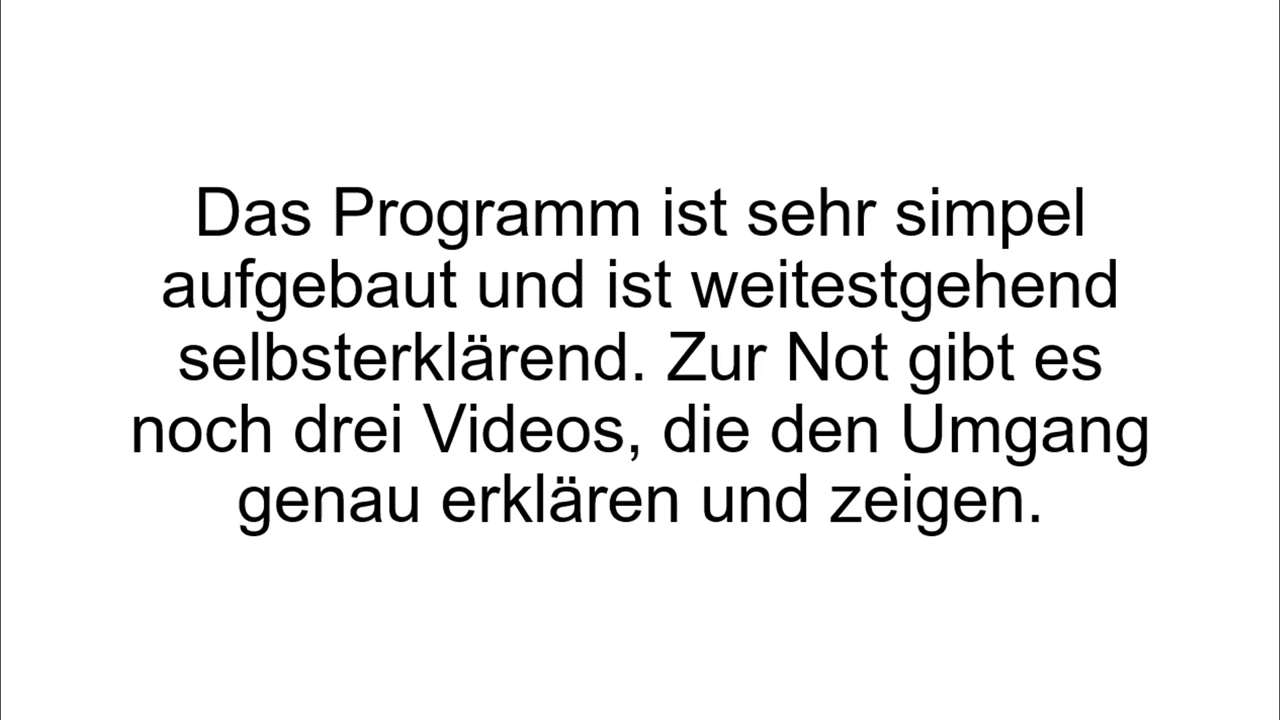 Das Programm ist sehr simpel
aufgebaut und ist weitestgehend
selbsterklärend. Zur Not gibt es
noch drei Videos, die den Umgang
genau erklären und zeigen.